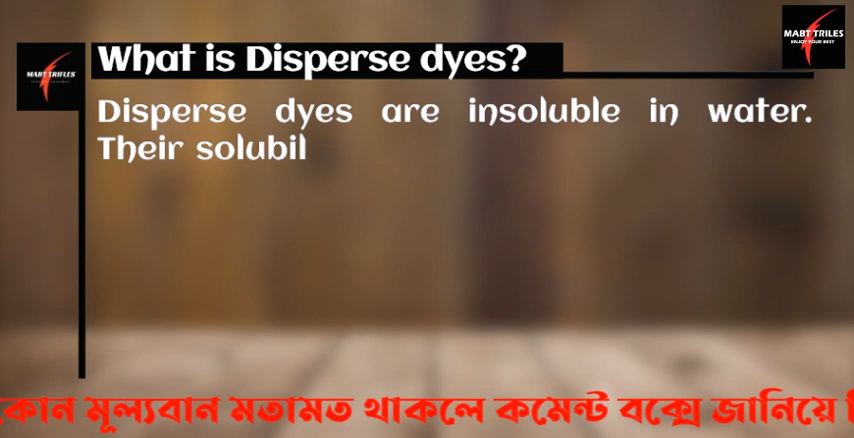 MABT TRILES
ENJOY YOUR BEST
MABT TRIFLES
What is Disperse dyes?
Disperse dyes are insoluble in water.
Their solubil
কোন মূল্যবান মতামত থাকলে কমেন্ট বক্সে জানিয়ে